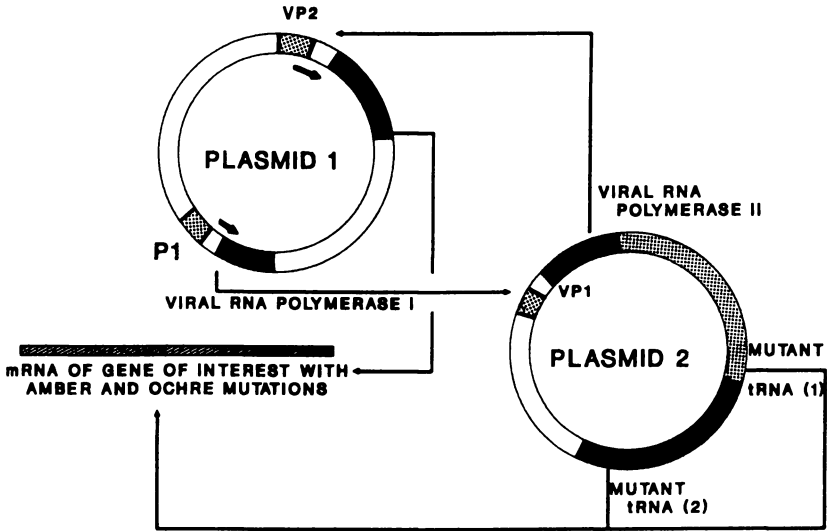 VP2
PLASMID 1
P1
VIRAL RNA POLYMERASE I
VIRAL RNA
POLYMERASE II
VP1
PLASMID 2
mRNA OF GENE OF INTEREST WITH
AMBER AND OCHRE MUTATIONS
MUTANT
tRNA (1)
MUTANT
tRNA (2)